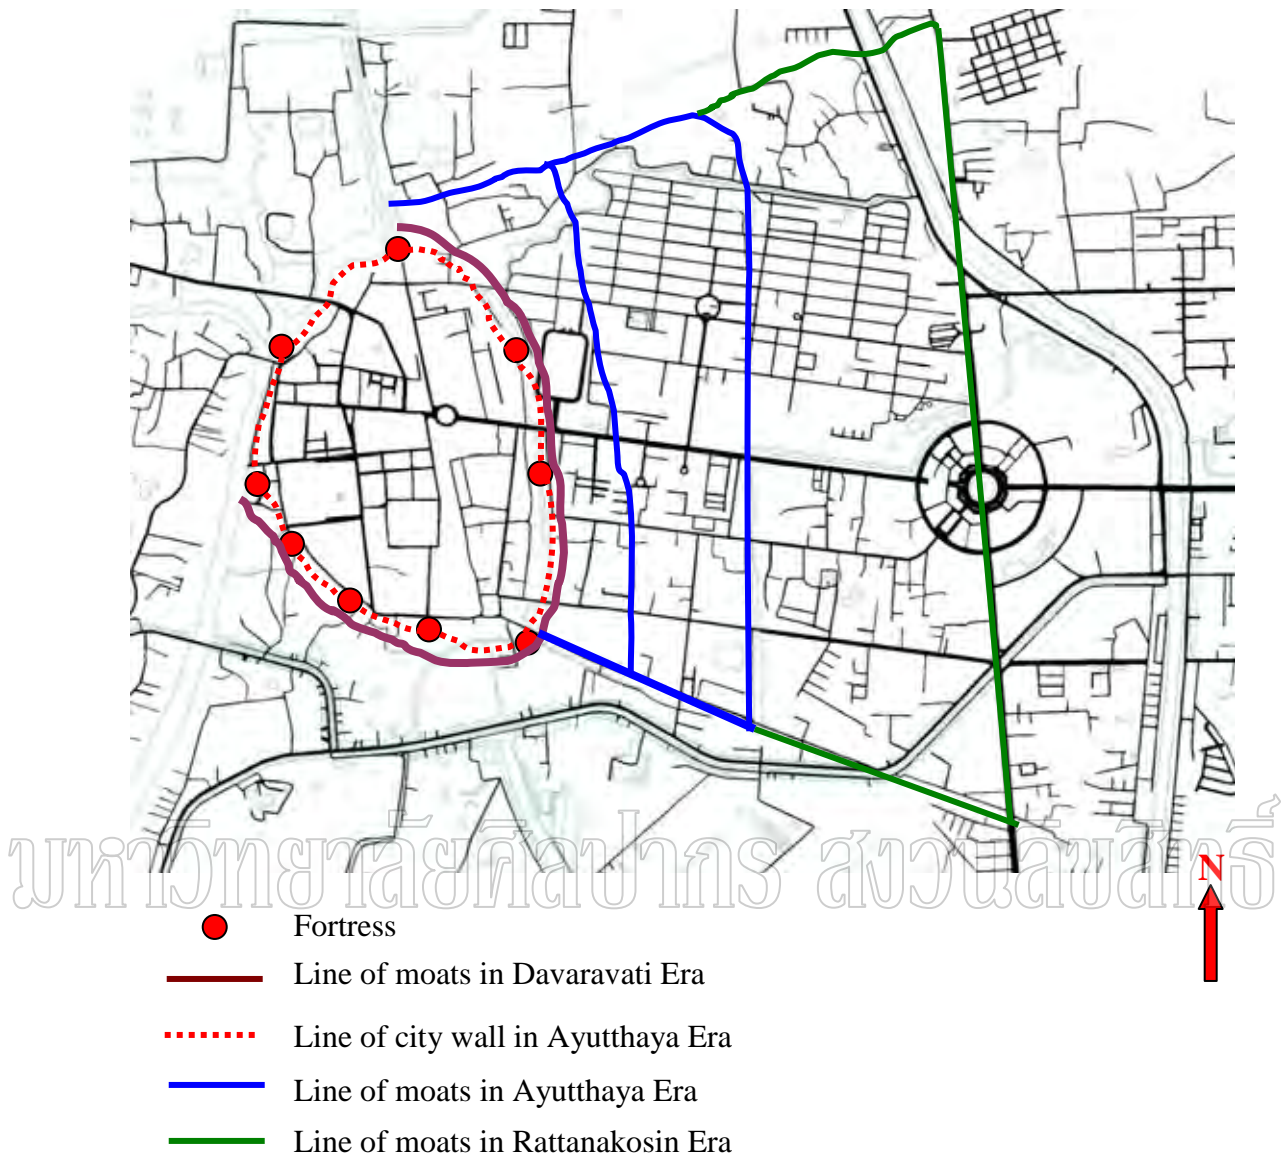 มหาวิทยาลัยศิลปากร สงวนลิขสิทธิ์
N
Fortress
Line of moats in Davaravati Era
Line of city wall in Ayutthaya Era
Line of moats in Ayutthaya Era
Line of moats in Rattanakosin Era